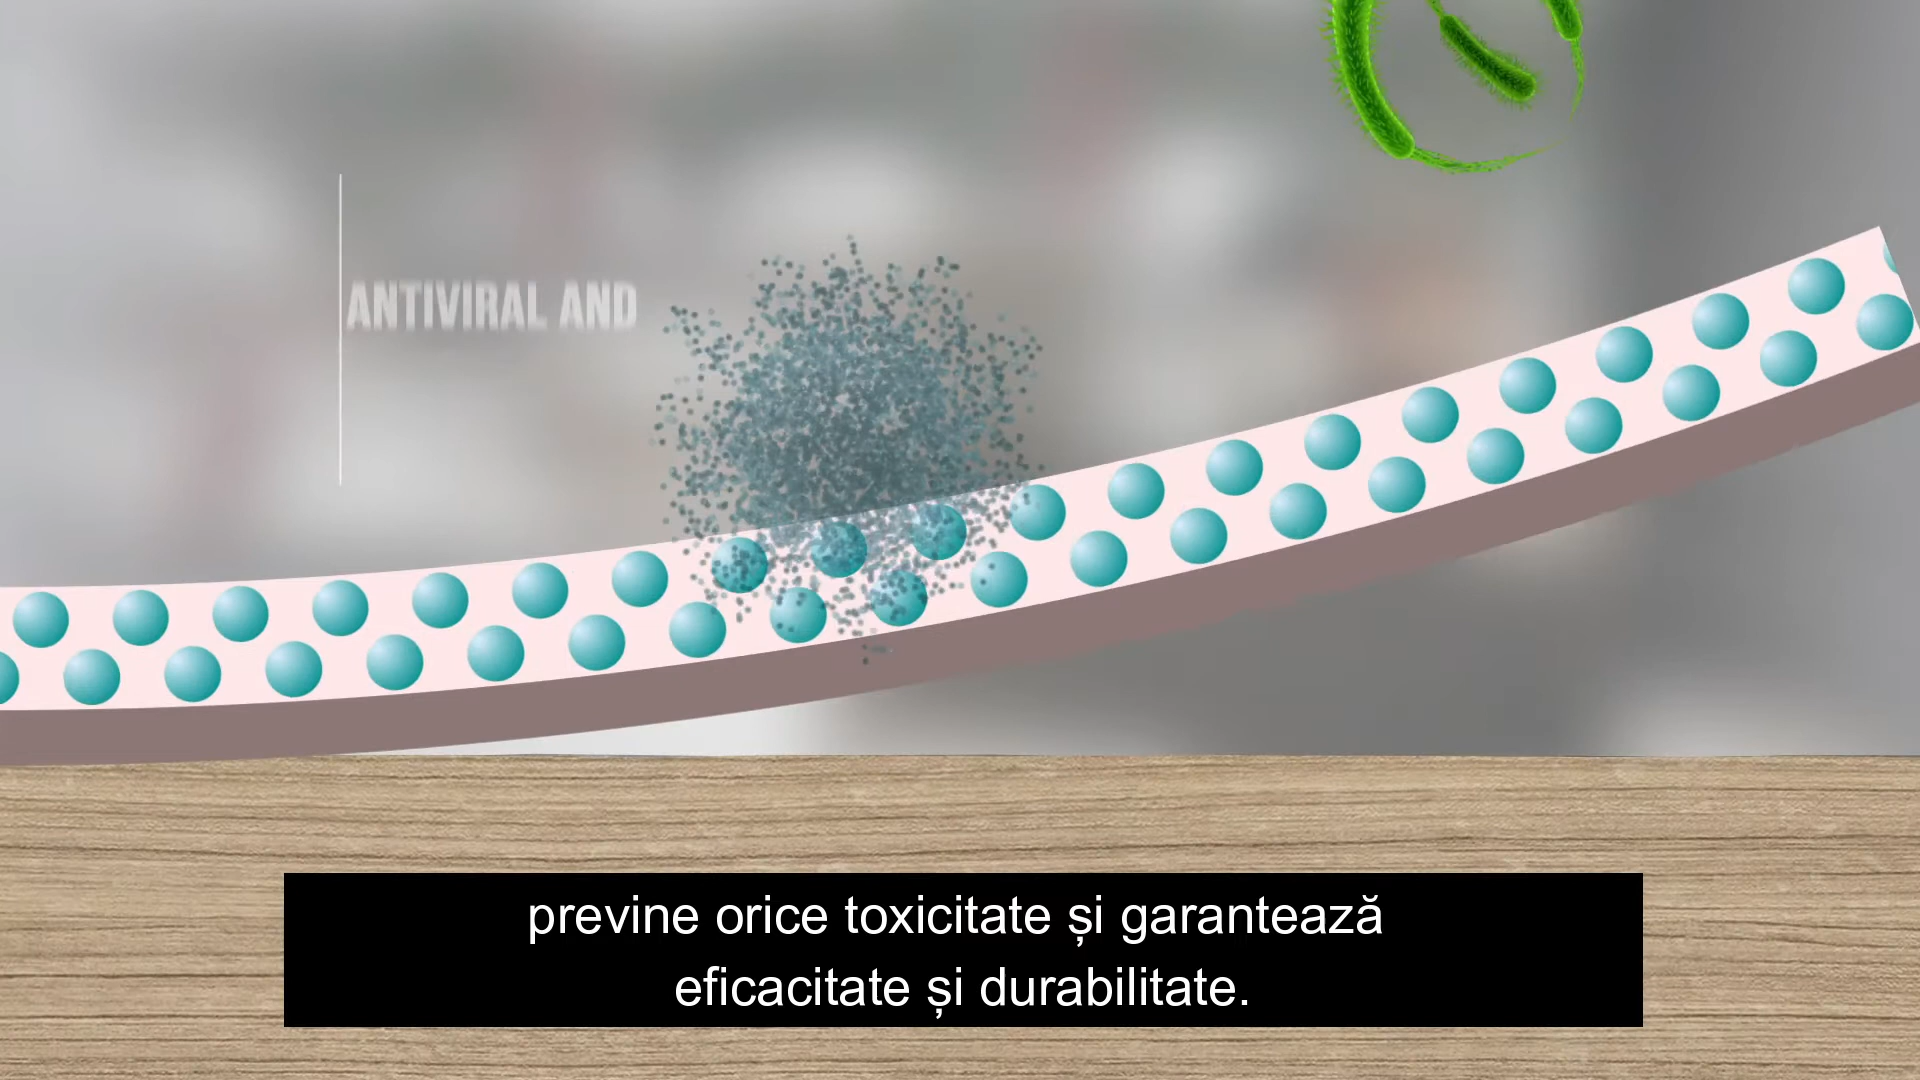 ANTIVIRAL AND
previne orice toxicitate și garantează
eficacitate și durabilitate.